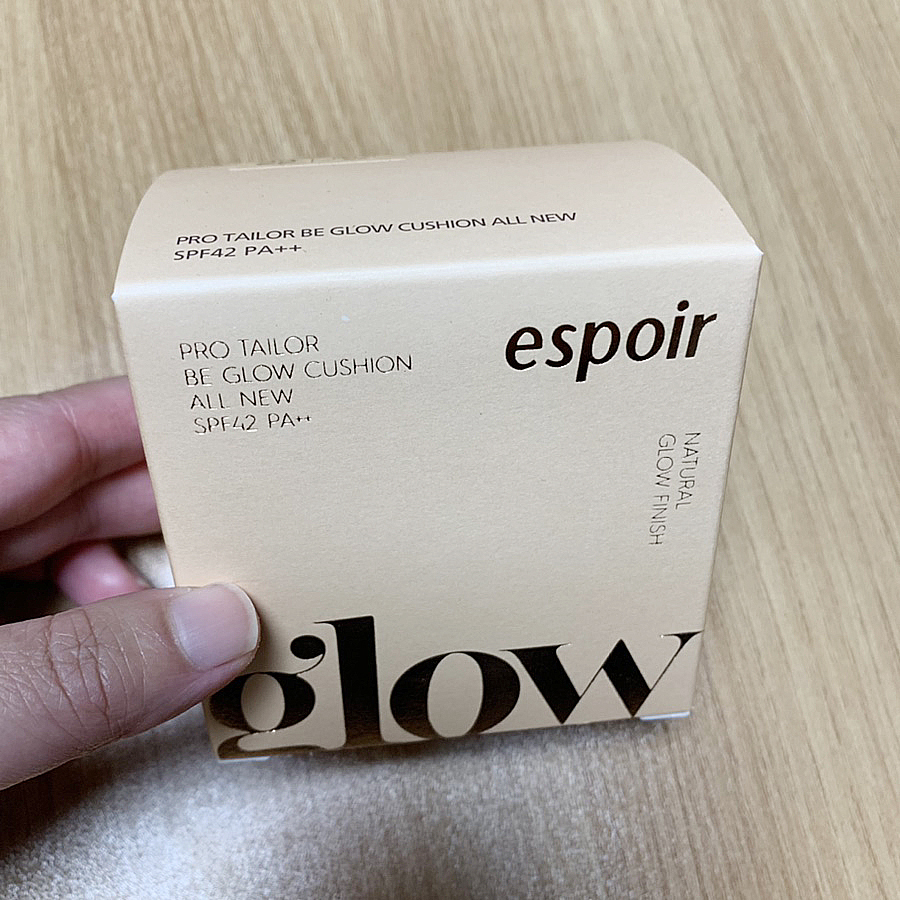 PRO TAILOR BE GLOW CUSHION ALL NEW
SPF42 PA++
PRO TAILOR
BE GLOW CUSHION
ALL NEW
SPF42 PA++
espoir
NATURAL
GLOW FINISH
glow